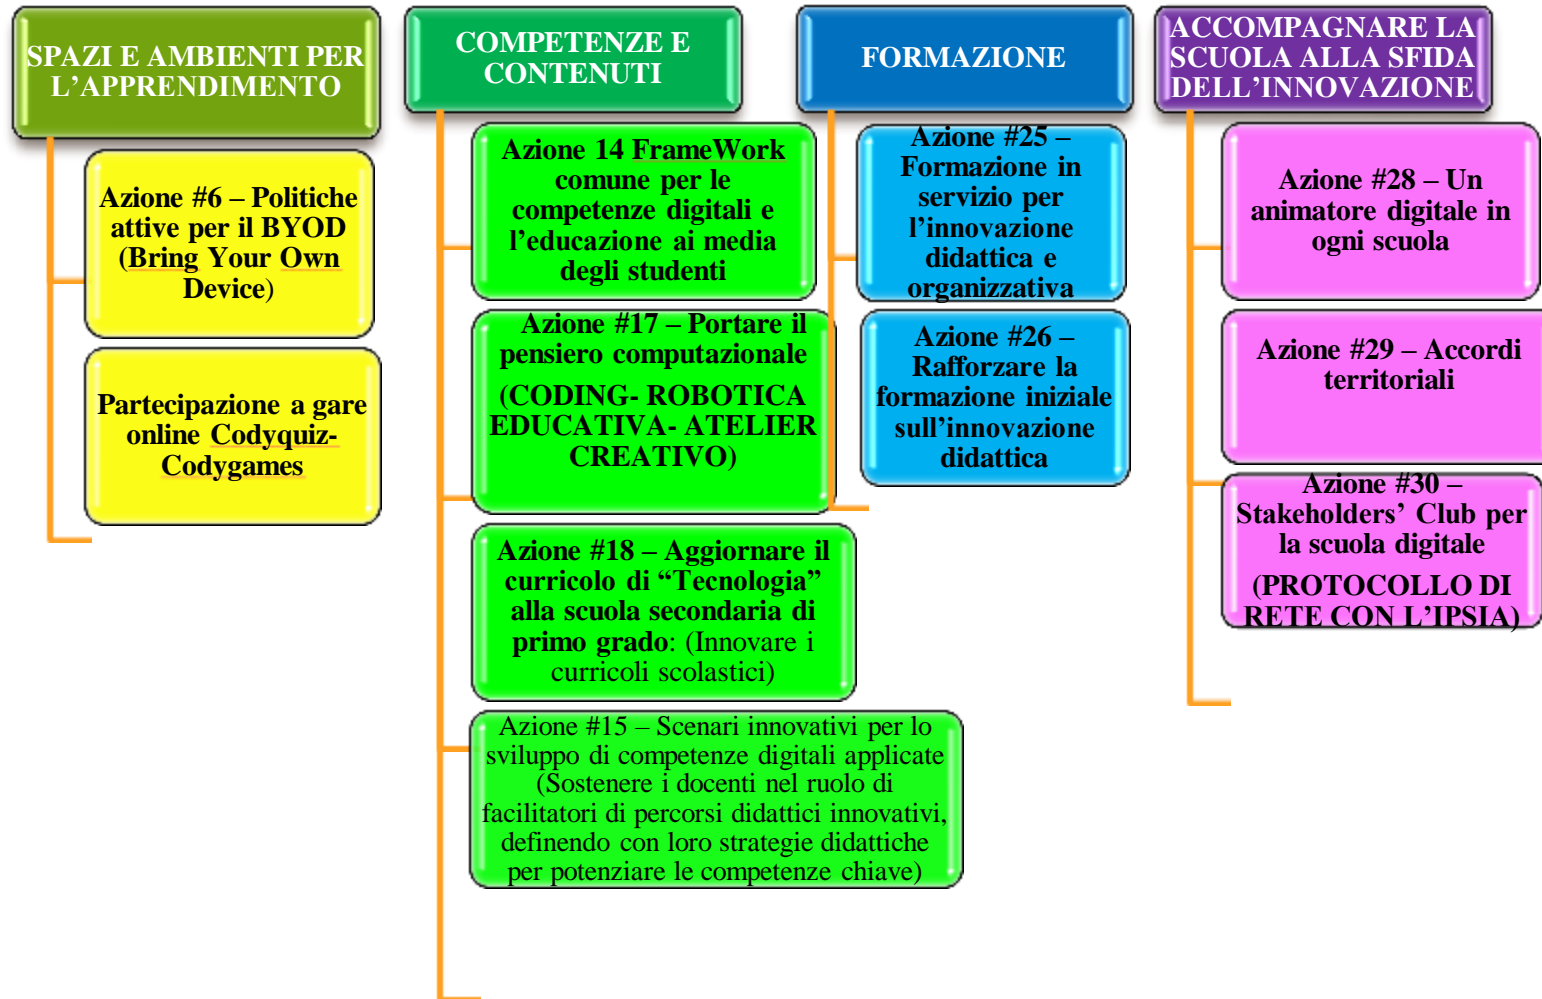 SPAZI E AMBIENTI PER
L’APPRENDIMENTO
Azione #6 – Politiche
attive per il BYOD
(Bring Your Own
Device)
Partecipazione a gare
online Codyquiz-
Codygames
COMPETENZE E
CONTENUTI
Azione 14 FrameWork
comune per le
competenze digitali e
l’educazione ai media
degli studenti
Azione #17 – Portare il
pensiero computazionale
(CODING- ROBOTICA
EDUCATIVA- ATELIER
CREATIVO)
Azione #18 – Aggiornare il
curricolo di “Tecnologia”
alla scuola secondaria di
primo grado: (Innovare i
curricoli scolastici)
Azione #15 – Scenari innovativi per lo
sviluppo di competenze digitali applicate
(Sostenere i docenti nel ruolo di
facilitatori di percorsi didattici innovativi,
definendo con loro strategie didattiche
per potenziare le competenze chiave)
FORMAZIONE
Azione #25 –
Formazione in
servizio per
l’innovazione
didattica e
organizzativa
Azione #26 –
Rafforzare la
formazione iniziale
sull’innovazione
didattica
ACCOMPAGNARE LA
SCUOLA ALLA SFIDA
DELL’INNOVAZIONE
Azione #28 – Un
animatore digitale in
ogni scuola
Azione #29 – Accordi
territoriali
Azione #30 –
Stakeholders’ Club per
la scuola digitale
(PROTOCOLLO DI
RETE CON L’IPSIA)